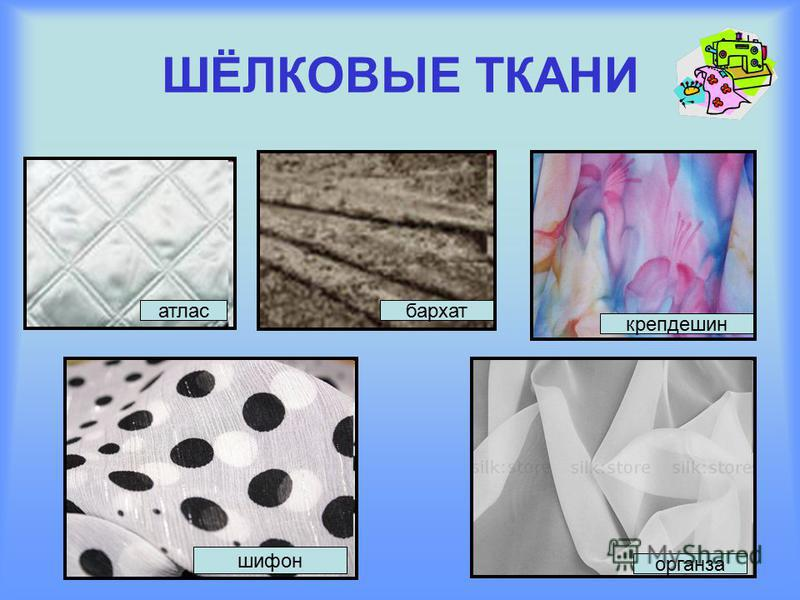 ШЁЛКОВЫЕ ТКАНИ
атлас
бархат
крепдешин
шифон
silk:store silk:store silk:store
MyShared
органза